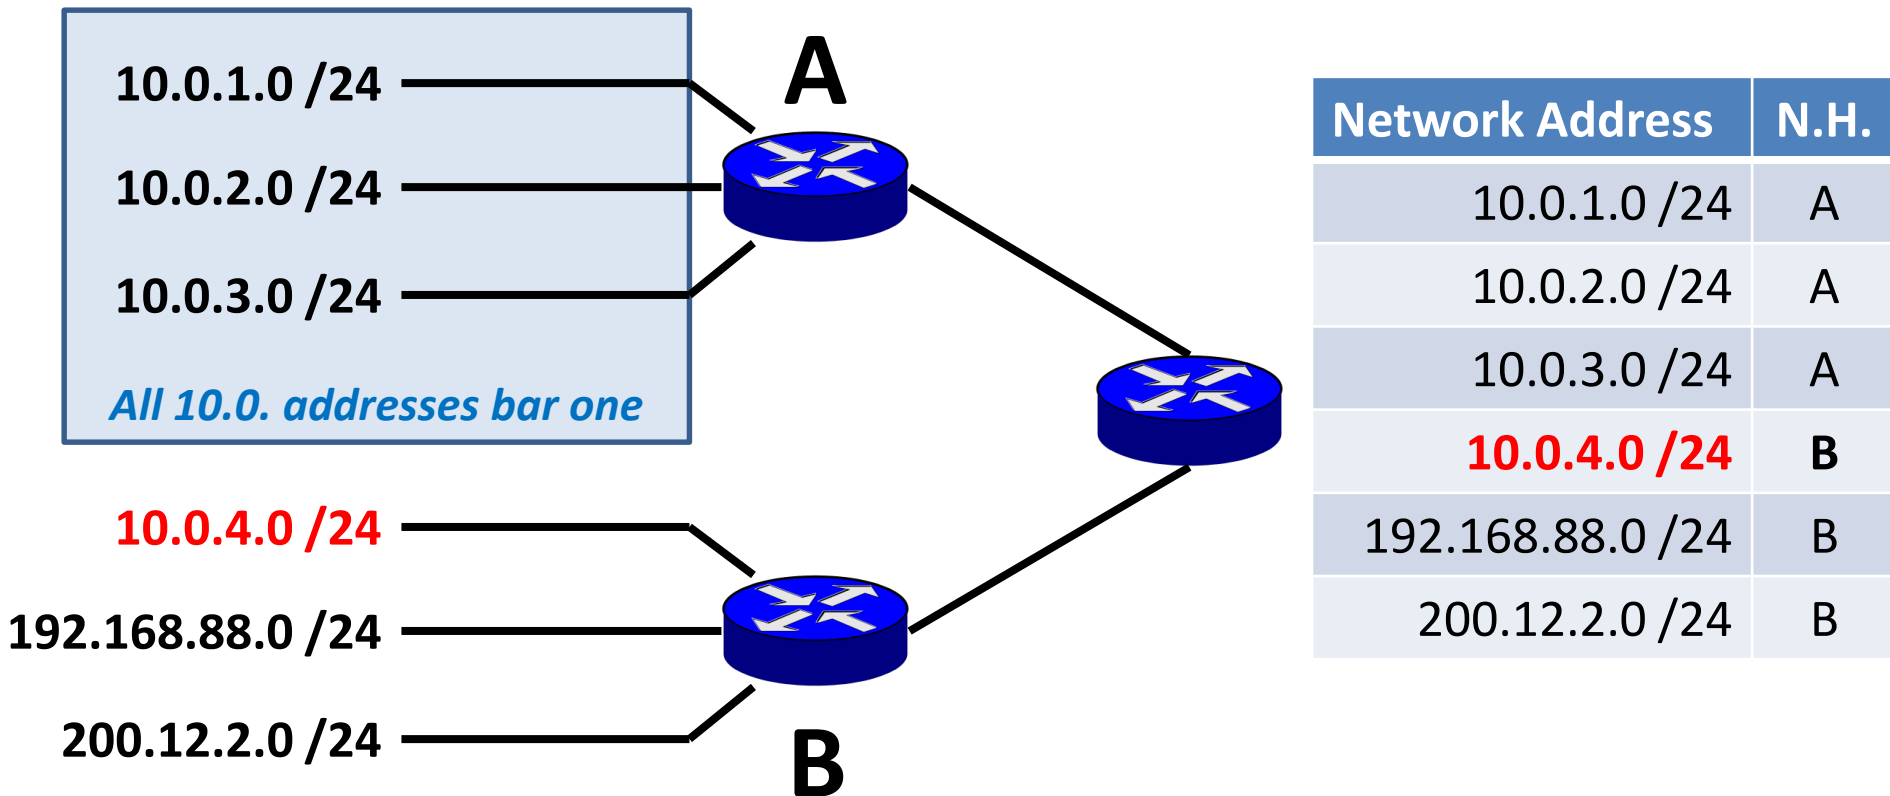 A
10.0.1.0 /24
10.0.2.0 /24
10.0.3.0 /24
All 10.0. addresses bar one
10.0.4.0 /24
192.168.88.0 /24
200.12.2.0 /24
B
Network Address N.H.
10.0.1.0 /24 A
10.0.2.0 /24 A
10.0.3.0 /24 A
10.0.4.0 /24 B
192.168.88.0 /24 B
200.12.2.0 /24 B